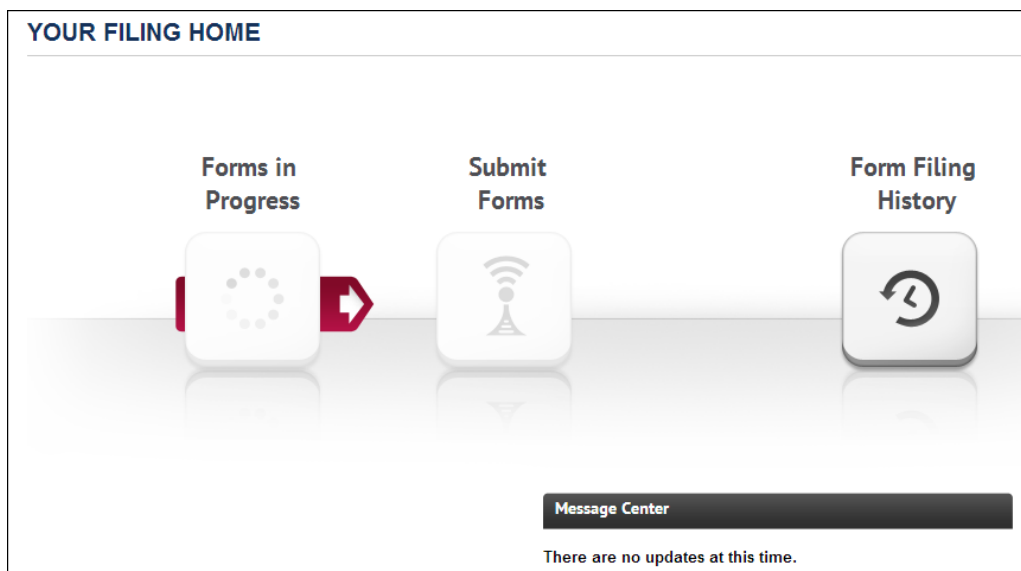 YOUR FILING HOME
Forms in
Progress
Submit
Forms
Form Filing
History
Message Center
There are no updates at this time.